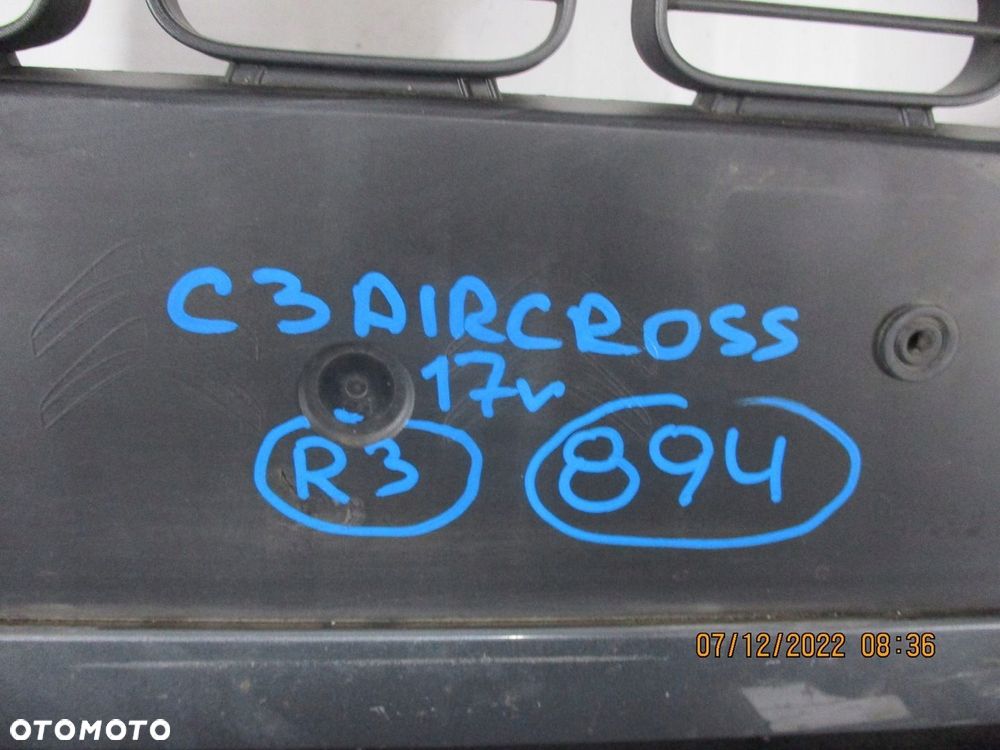 C3 AIRCROSS
17r
R3 894
07/12/2022 08:36
OTOMOTO